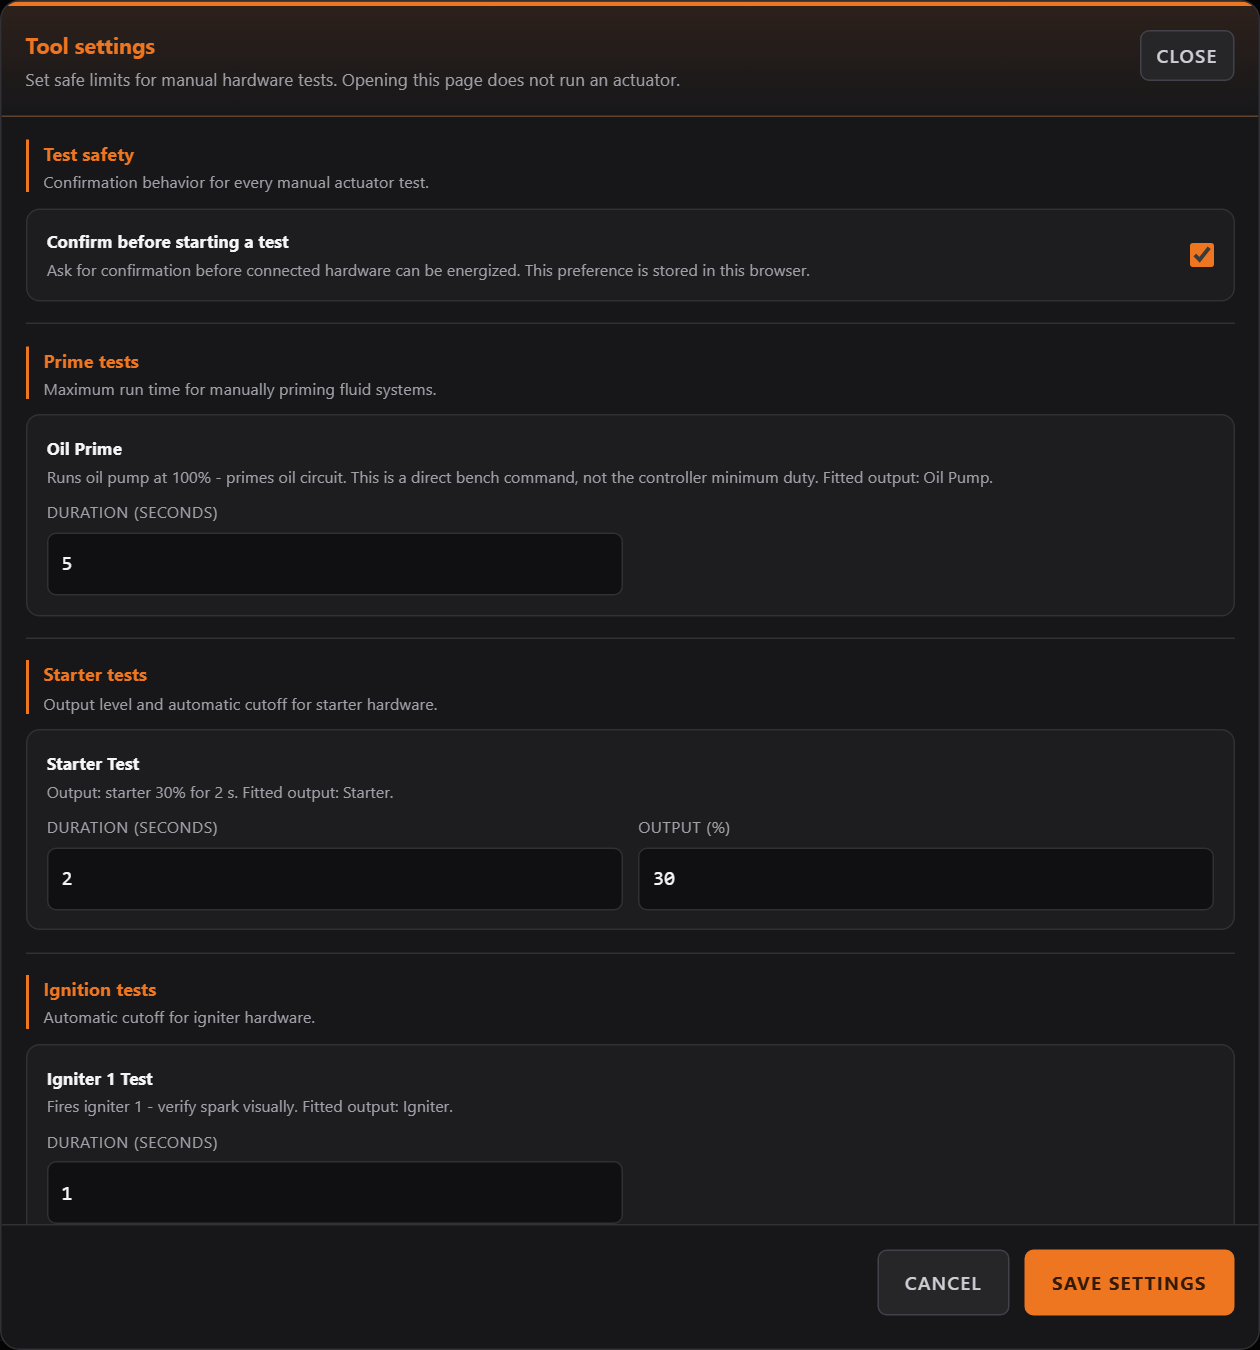 Tool settings
Set safe limits for manual hardware tests. Opening this page does not run an actuator.
CLOSE
Test safety
Confirmation behavior for every manual actuator test.
Confirm before starting a test
Ask for confirmation before connected hardware can be energized. This preference is stored in this browser.
Prime tests
Maximum run time for manually priming fluid systems.
Oil Prime
Runs oil pump at 100% - primes oil circuit. This is a direct bench command, not the controller minimum duty. Fitted output: Oil Pump.
DURATION (SECONDS)
5
Starter tests
Output level and automatic cutoff for starter hardware.
Starter Test
Output: starter 30% for 2 s. Fitted output: Starter.
DURATION (SECONDS) OUTPUT (%)
2 30
Ignition tests
Automatic cutoff for igniter hardware.
Igniter 1 Test
Fires igniter 1 - verify spark visually. Fitted output: Igniter.
DURATION (SECONDS)
1
CANCEL SAVE SETTINGS